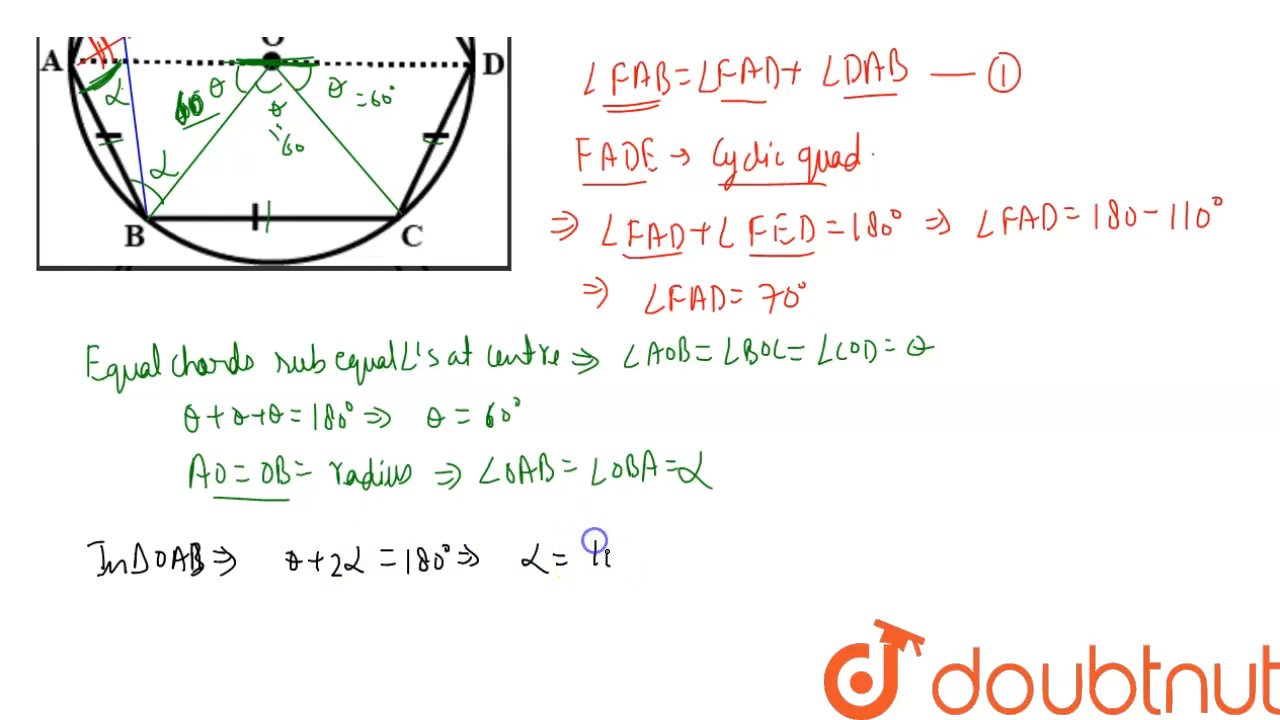 A O D
α θ θ = 60°
60 θ
= 60
α
B C
∠FAB = ∠FAD + ∠DAB — ①
FADE → Cyclic quad.
⇒ ∠FAD + ∠FED = 180° ⇒ ∠FAD = 180 - 110°
⇒ ∠FAD = 70°
Equal chords sub equal ∠'s at centre ⇒ ∠AOB = ∠BOC = ∠COD = θ
θ + θ + θ = 180° ⇒ θ = 60°
AO = OB = radius ⇒ ∠OAB = ∠OBA = α
In ΔOAB ⇒ θ + 2α = 180° ⇒ α =
doubtnut